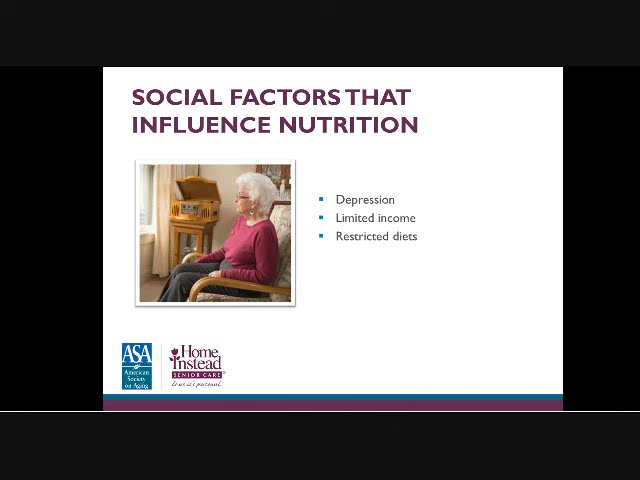 SOCIAL FACTORS THAT
INFLUENCE NUTRITION
Depression
Limited income
Restricted diets
ASA
American
Society
on Aging
Home
Instead
SENIOR CARE
To us, it's personal.